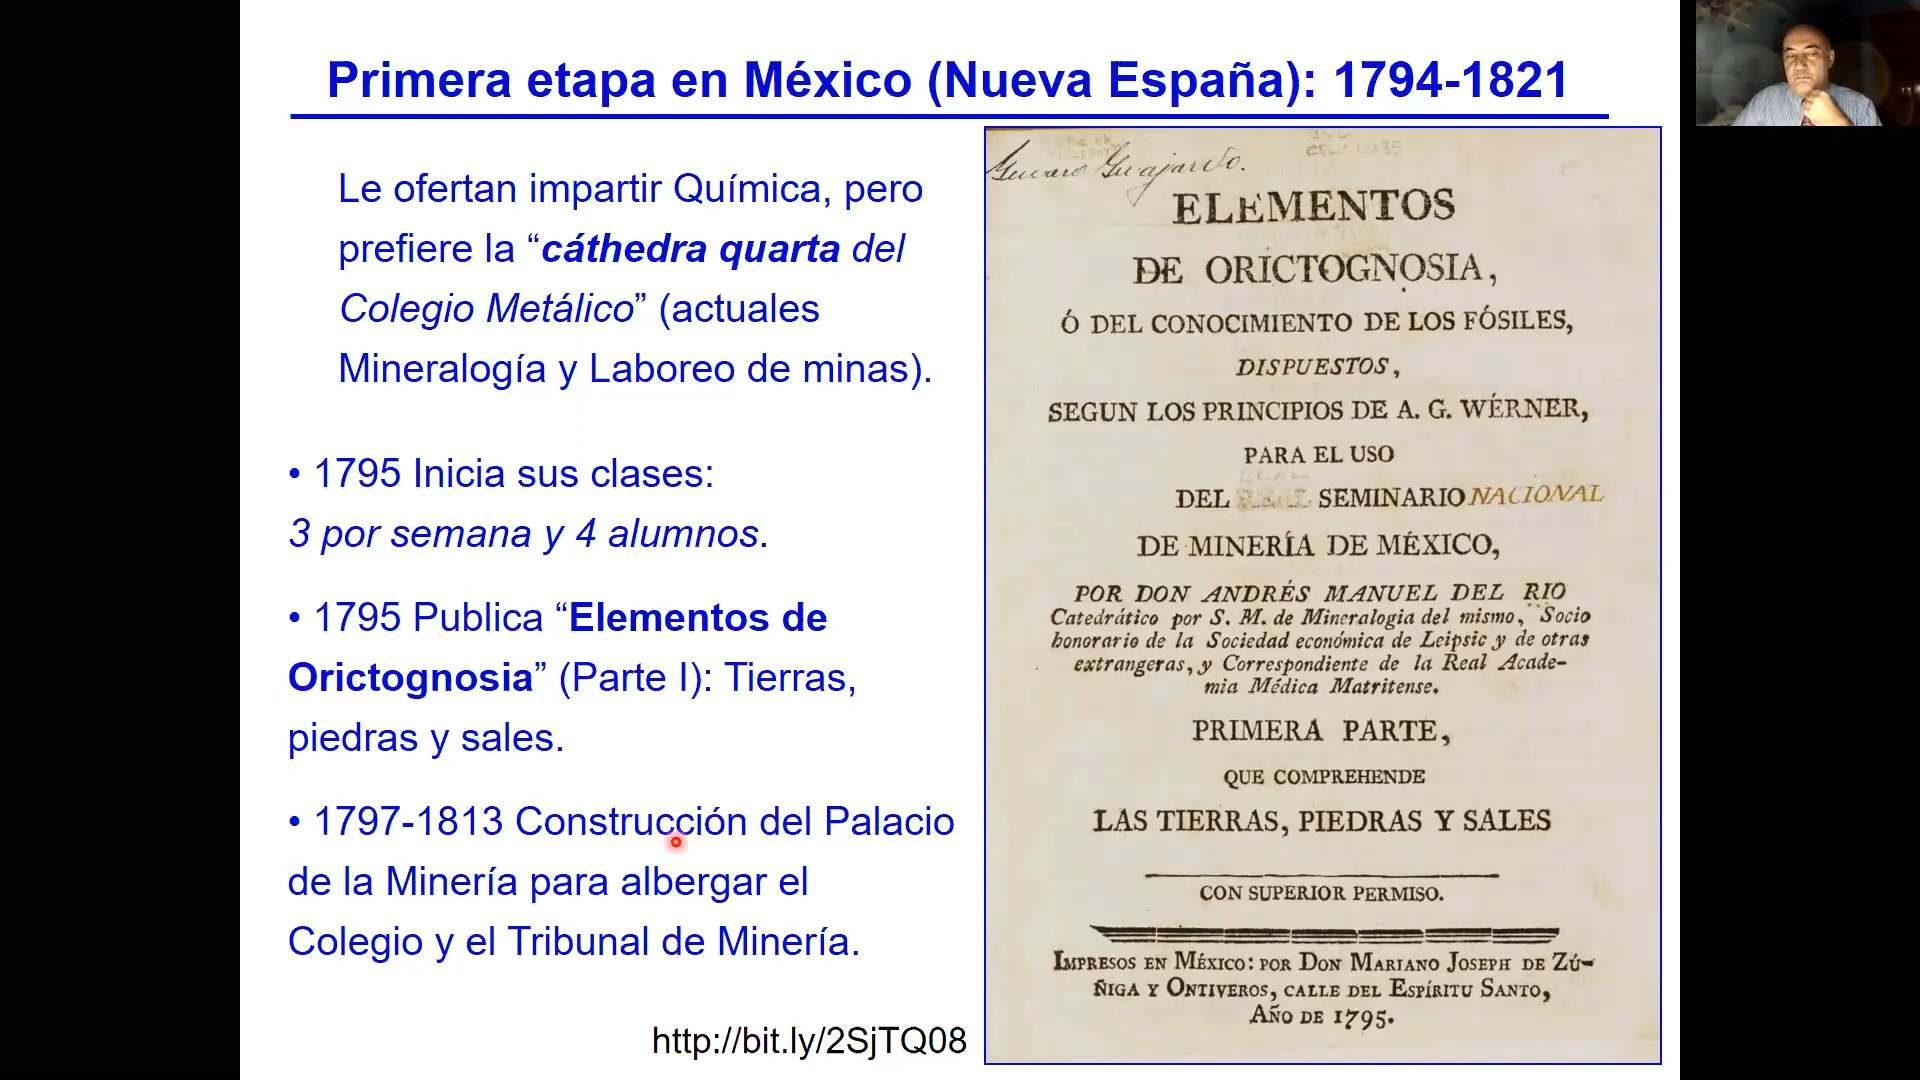 Primera etapa en México (Nueva España): 1794-1821
Le ofertan impartir Química, pero
prefiere la “cáthedra quarta del
Colegio Metálico” (actuales
Mineralogía y Laboreo de minas).
• 1795 Inicia sus clases:
3 por semana y 4 alumnos.
• 1795 Publica “Elementos de
Orictognosia” (Parte I): Tierras,
piedras y sales.
• 1797-1813 Construcción del Palacio
de la Minería para albergar el
Colegio y el Tribunal de Minería.
http://bit.ly/2SjTQ08
Guajardo.
ELEMENTOS
DE ORICTOGNOSIA,
Ó DEL CONOCIMIENTO DE LOS FÓSILES,
DISPUESTOS,
SEGUN LOS PRINCIPIOS DE A. G. WÉRNER,
PARA EL USO
DEL REAL SEMINARIO NACIONAL
DE MINERÍA DE MÉXICO,
POR DON ANDRÉS MANUEL DEL RIO
Catedrático por S. M. de Mineralogia del mismo, Socio
honorario de la Sociedad económica de Leipsic y de otras
extrangeras, y Correspondiente de la Real Acade-
mia Médica Matritense.
PRIMERA PARTE,
QUE COMPREHENDE
LAS TIERRAS, PIEDRAS Y SALES
CON SUPERIOR PERMISO.
IMPRESOS EN MÉXICO: POR DON MARIANO JOSEPH DE ZÚ-
ÑIGA Y ONTIVEROS, CALLE DEL ESPÍRITU SANTO,
AÑO DE 1795.